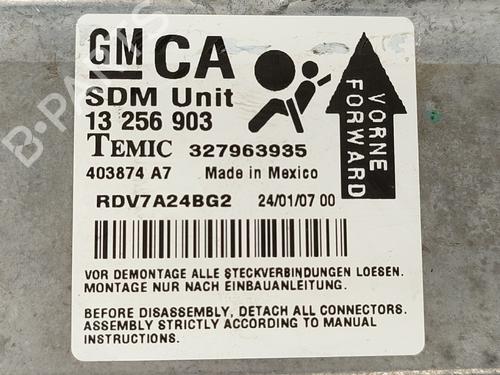 GM CA
SDM Unit
13 256 903
TEMIC 327963935
403874 A7 Made in Mexico
RDV7A24BG2 24/01/07 00
VORNE
FORWARD
VOR DEMONTAGE ALLE STECKVERBINDUNGEN LOESEN.
MONTAGE NUR NACH EINBAUANLEITUNG.
BEFORE DISASSEMBLY, DETACH ALL CONNECTORS.
ASSEMBLY STRICTLY ACCORDING TO MANUAL
INSTRUCTIONS.
B-PARTS